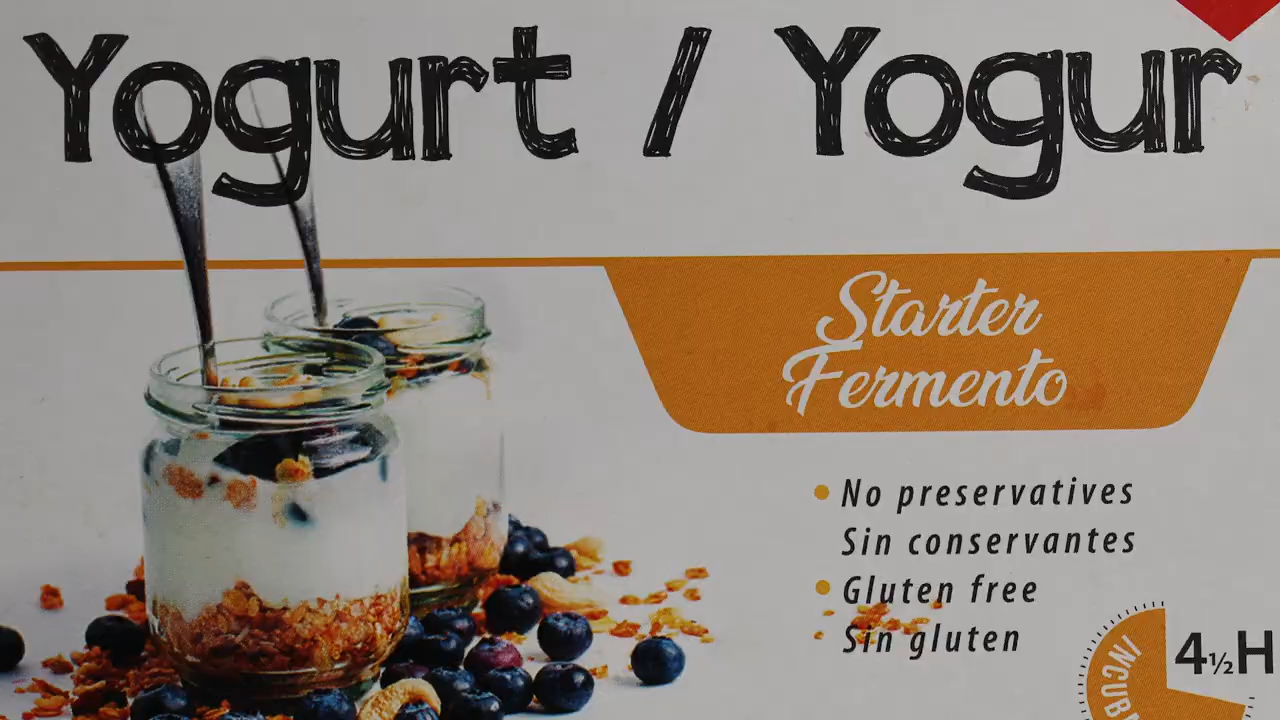 Yogurt / Yogur
Starter
Fermento
• No preservatives
Sin conservantes
• Gluten free
Sin gluten
4½H